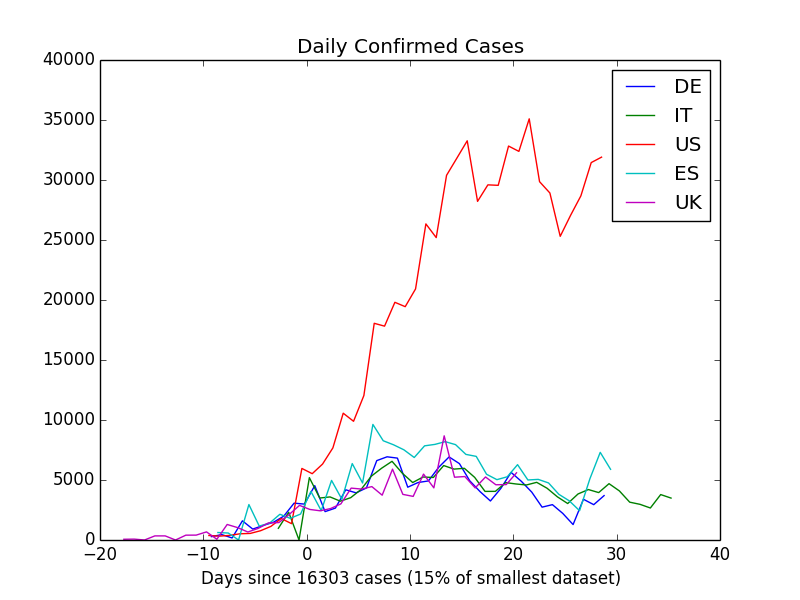 Daily Confirmed Cases
40000
35000
30000
25000
20000
15000
10000
5000
0
DE
IT
US
ES
UK
−20 −10 0 10 20 30 40
Days since 16303 cases (15% of smallest dataset)